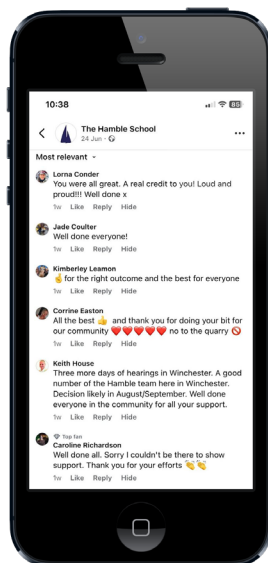 10:38
86
The Hamble School
24 Jun ·
Most relevant
Lorna Conder
You were all great. A real credit to you! Loud and
proud!!! Well done x
1w Like Reply Hide
Jade Coulter
Well done everyone!
1w Like Reply Hide
Kimberley Leamon
🤞for the right outcome and the best for everyone
1w Like Reply Hide
Corrine Easton
All the best 👍 and thank you for doing your bit for
our community ❤️❤️❤️❤️❤️ no to the quarry 🚫
1w Like Reply Hide
Keith House
Three more days of hearings in Winchester. A good
number of the Hamble team here in Winchester.
Decision likely in August/September. Well done
everyone in the community for all your support.
1w Like Reply Hide
Top fan
Caroline Richardson
Well done all. Sorry I couldn't be there to show
support. Thank you for your efforts 👏👏
1w Like Reply Hide